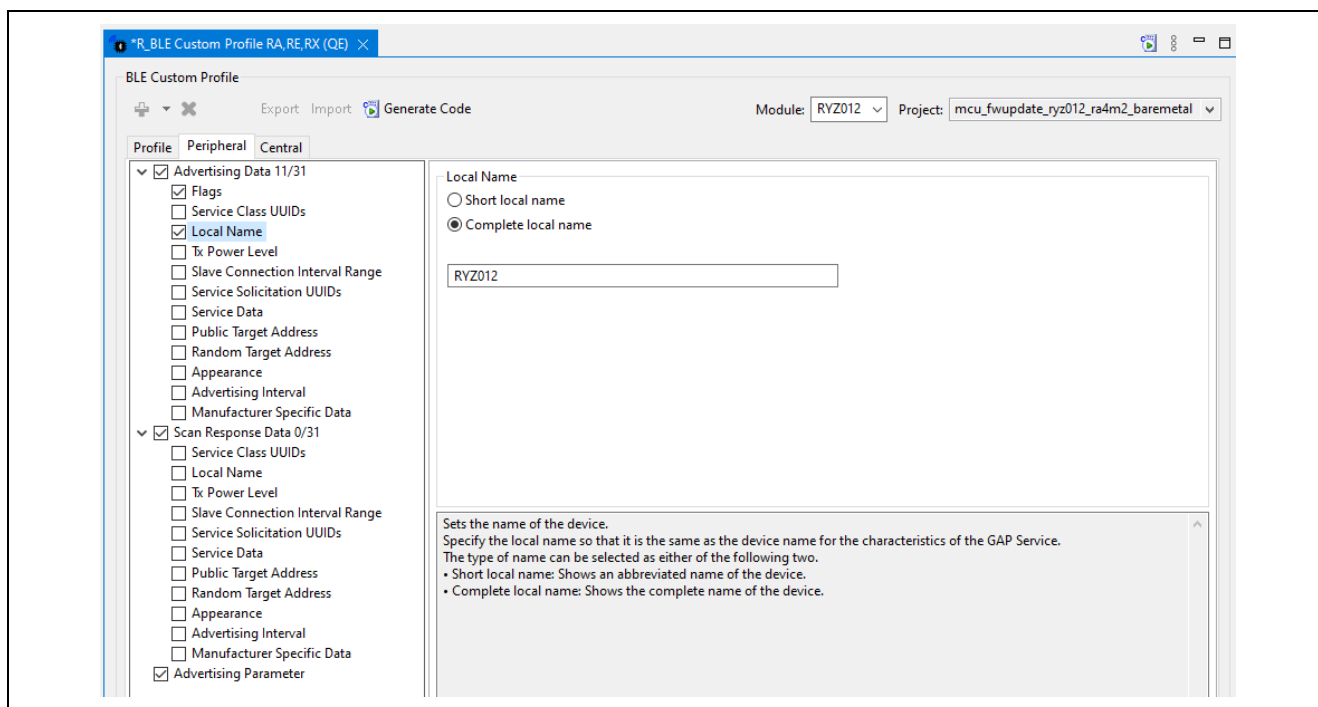 *R_BLE Custom Profile RA,RE,RX (QE)
BLE Custom Profile
Export Import Generate Code Module: RYZ012 Project: mcu_fwupdate_ryz012_ra4m2_baremetal
Profile Peripheral Central
Advertising Data 11/31
Flags
Service Class UUIDs
Local Name
Tx Power Level
Slave Connection Interval Range
Service Solicitation UUIDs
Service Data
Public Target Address
Random Target Address
Appearance
Advertising Interval
Manufacturer Specific Data
Scan Response Data 0/31
Service Class UUIDs
Local Name
Tx Power Level
Slave Connection Interval Range
Service Solicitation UUIDs
Service Data
Public Target Address
Random Target Address
Appearance
Advertising Interval
Manufacturer Specific Data
Advertising Parameter
Local Name
Short local name
Complete local name
RYZ012
Sets the name of the device.
Specify the local name so that it is the same as the device name for the characteristics of the GAP Service.
The type of name can be selected as either of the following two.
• Short local name: Shows an abbreviated name of the device.
• Complete local name: Shows the complete name of the device.